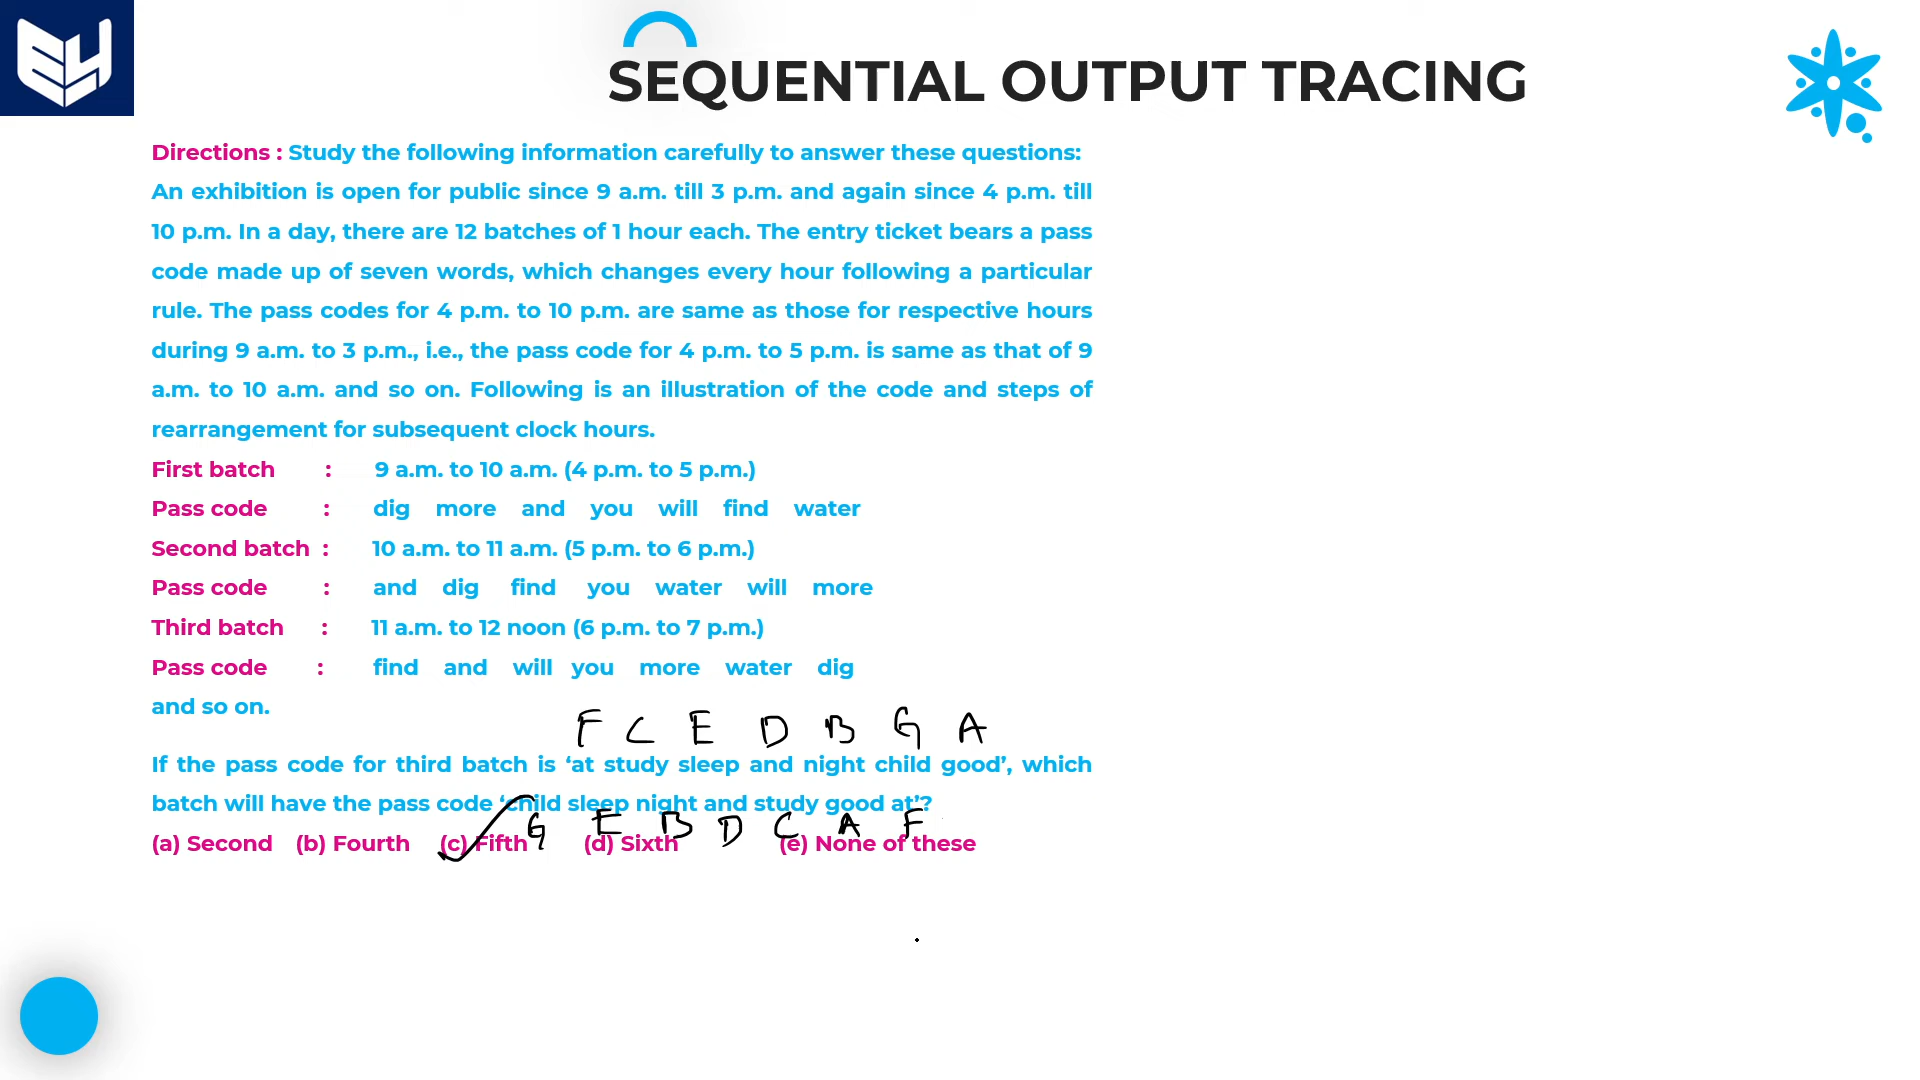 SEQUENTIAL OUTPUT TRACING
Directions : Study the following information carefully to answer these questions:
An exhibition is open for public since 9 a.m. till 3 p.m. and again since 4 p.m. till
10 p.m. In a day, there are 12 batches of 1 hour each. The entry ticket bears a pass
code made up of seven words, which changes every hour following a particular
rule. The pass codes for 4 p.m. to 10 p.m. are same as those for respective hours
during 9 a.m. to 3 p.m., i.e., the pass code for 4 p.m. to 5 p.m. is same as that of 9
a.m. to 10 a.m. and so on. Following is an illustration of the code and steps of
rearrangement for subsequent clock hours.
First batch : 9 a.m. to 10 a.m. (4 p.m. to 5 p.m.)
Pass code : dig more and you will find water
Second batch : 10 a.m. to 11 a.m. (5 p.m. to 6 p.m.)
Pass code : and dig find you water will more
Third batch : 11 a.m. to 12 noon (6 p.m. to 7 p.m.)
Pass code : find and will you more water dig
and so on.
F C E D B G A
If the pass code for third batch is ‘at study sleep and night child good’, which
batch will have the pass code ‘child sleep night and study good at’?
G E B D C A F
(a) Second (b) Fourth (c) Fifth (d) Sixth (e) None of these